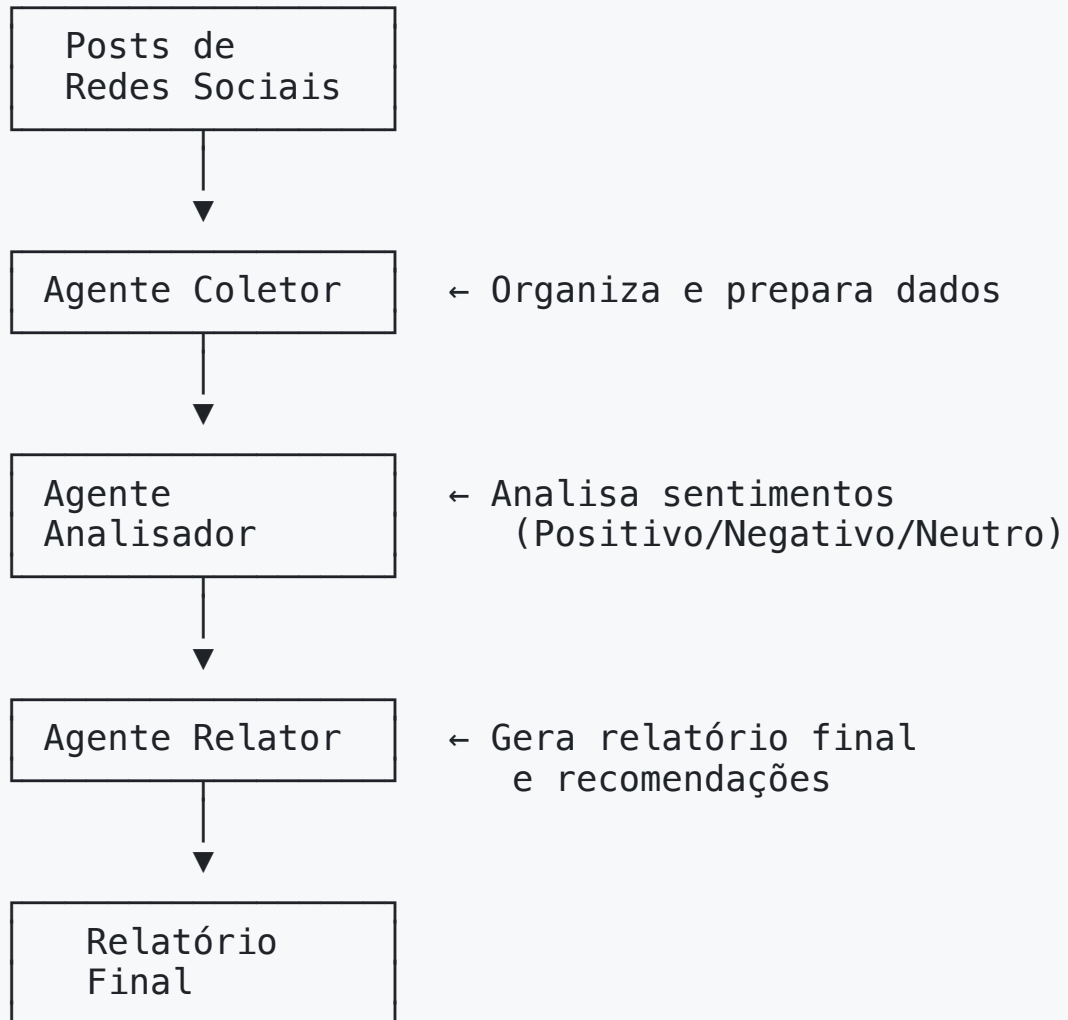 Posts de
Redes Sociais
▼
Agente Coletor ← Organiza e prepara dados
▼
Agente ← Analisa sentimentos
Analisador (Positivo/Negativo/Neutro)
▼
Agente Relator ← Gera relatório final
e recomendações
▼
Relatório
Final